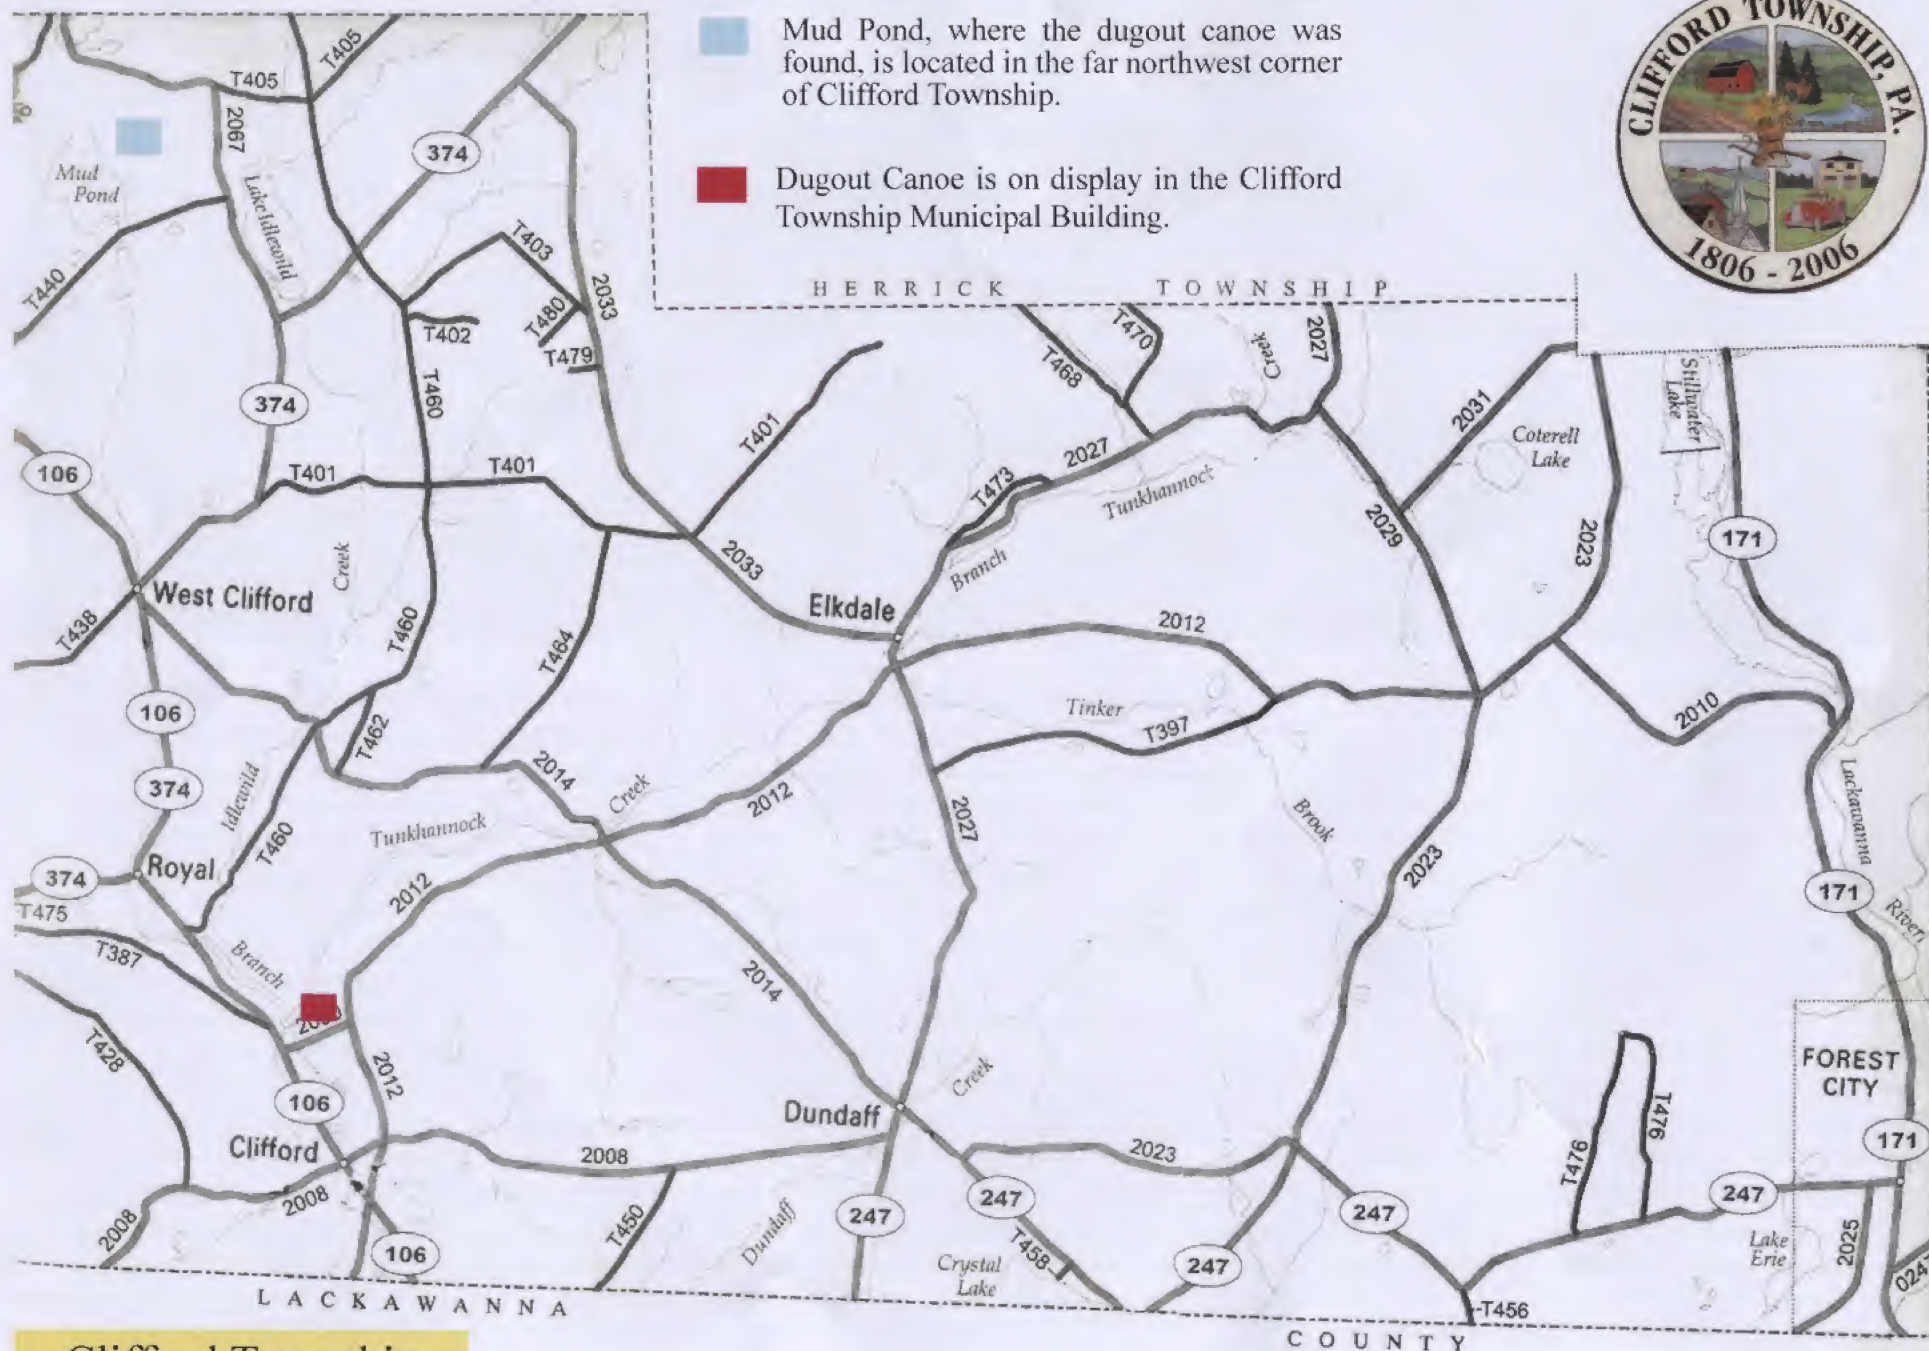 Mud Pond, where the dugout canoe was
found, is located in the far northwest corner
of Clifford Township.
Dugout Canoe is on display in the Clifford
Township Municipal Building.
CLIFFORD TOWNSHIP, PA.
1806 - 2006
HERRICK TOWNSHIP
T405
T405
2067
374
Mud
Pond
Lake Idlewild
T440
T403
T480
2033
T402
T479
374
T460
T468
T470
Creek
2027
2031
Coterell
Lake
Stillwater
Lake
106
T401
T401
T401
T473
2027
Tunkhannock
2029
2023
171
West Clifford
Creek
2033
Branch
Elkdale
T438
T460
T464
2012
106
T462
Tinker
T397
2010
374
Idlewild
2014
Creek
2012
2027
Brook
Lackawanna
Tunkhannock
T460
374
Royal
2012
2023
171
T475
River
T387
Branch
2014
T428
2012
Creek
FOREST
CITY
106
Dundaff
T476
T476
171
Clifford
2008
2023
2008
2008
T450
Dundaff
247
247
247
247
T458
Crystal
Lake
247
Lake
Erie
2025
106
T456
LACKAWANNA
COUNTY